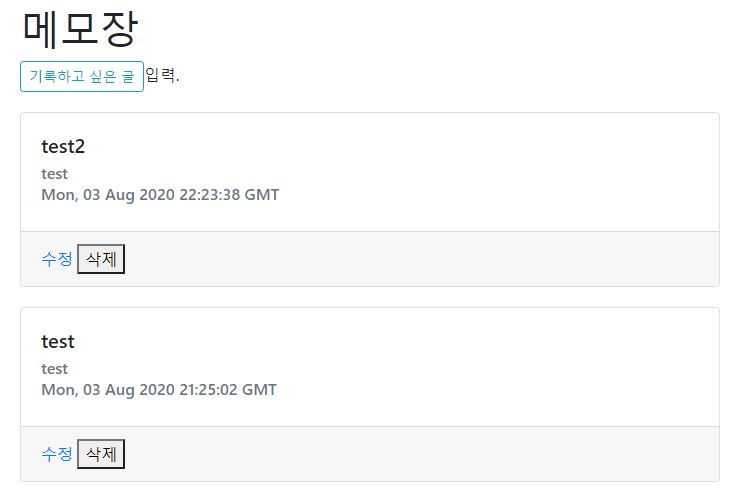 메모장
기록하고 싶은 글 입력.
test2
test
Mon, 03 Aug 2020 22:23:38 GMT
수정 삭제
test
test
Mon, 03 Aug 2020 21:25:02 GMT
수정 삭제